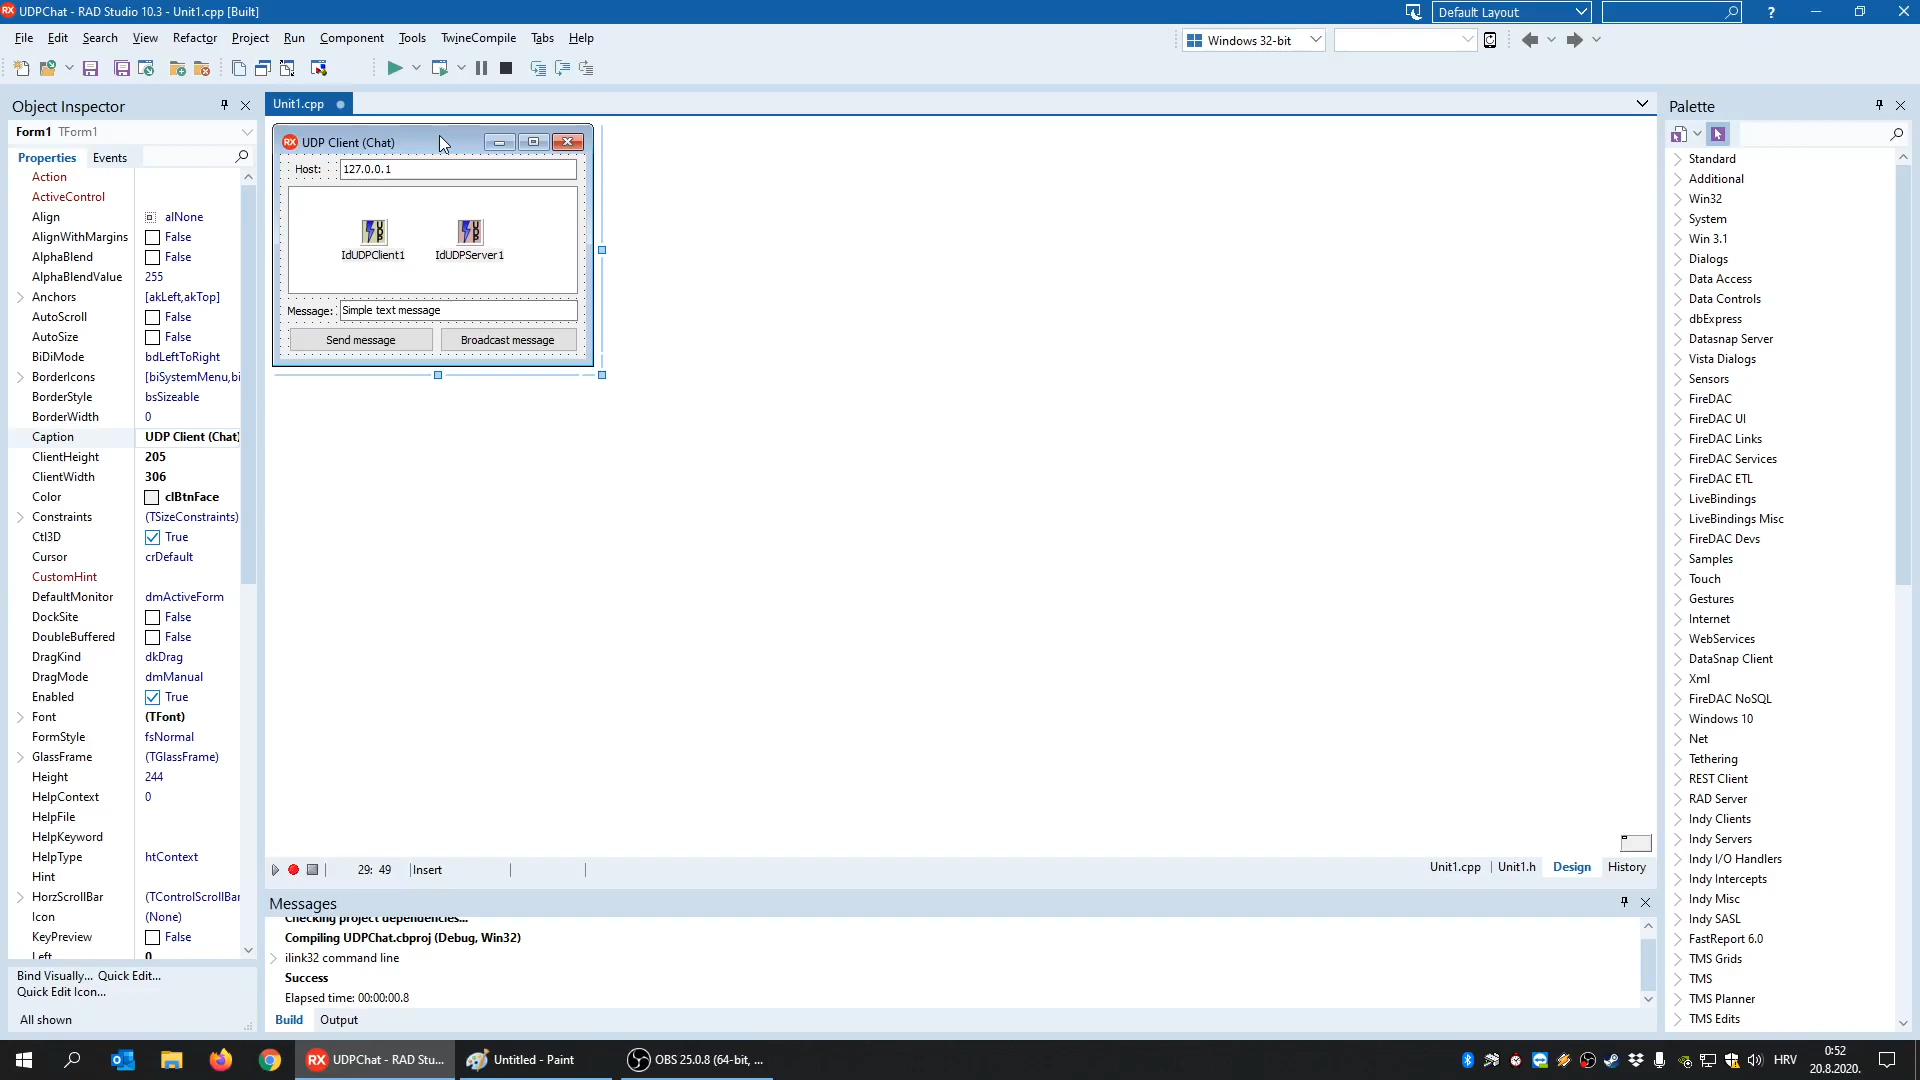 UDPChat - RAD Studio 10.3 - Unit1.cpp [Built]
Default Layout
File Edit Search View Refactor Project Run Component Tools TwineCompile Tabs Help
Windows 32-bit
Object Inspector
Form1 TForm1
Properties Events
Action
ActiveControl
Align alNone
AlignWithMargins False
AlphaBlend False
AlphaBlendValue 255
Anchors [akLeft,akTop]
AutoScroll False
AutoSize False
BiDiMode bdLeftToRight
BorderIcons [biSystemMenu,bi
BorderStyle bsSizeable
BorderWidth 0
Caption UDP Client (Chat)
ClientHeight 205
ClientWidth 306
Color clBtnFace
Constraints (TSizeConstraints)
Ctl3D True
Cursor crDefault
CustomHint
DefaultMonitor dmActiveForm
DockSite False
DoubleBuffered False
DragKind dkDrag
DragMode dmManual
Enabled True
Font (TFont)
FormStyle fsNormal
GlassFrame (TGlassFrame)
Height 244
HelpContext 0
HelpFile
HelpKeyword
HelpType htContext
Hint
HorzScrollBar (TControlScrollBar
Icon (None)
KeyPreview False
Left 0
Bind Visually... Quick Edit...
Quick Edit Icon...
All shown
Unit1.cpp
UDP Client (Chat)
Host: 127.0.0.1
IdUDPClient1 IdUDPServer1
Message: Simple text message
Send message Broadcast message
29: 49 Insert
Unit1.cpp Unit1.h Design History
Messages
Checking project dependencies...
Compiling UDPChat.cbproj (Debug, Win32)
ilink32 command line
Success
Elapsed time: 00:00:00.8
Build Output
Palette
Standard
Additional
Win32
System
Win 3.1
Dialogs
Data Access
Data Controls
dbExpress
Datasnap Server
Vista Dialogs
Sensors
FireDAC
FireDAC UI
FireDAC Links
FireDAC Services
FireDAC ETL
LiveBindings
LiveBindings Misc
FireDAC Devs
Samples
Touch
Gestures
Internet
WebServices
DataSnap Client
Xml
FireDAC NoSQL
Windows 10
Net
Tethering
REST Client
RAD Server
Indy Clients
Indy Servers
Indy I/O Handlers
Indy Intercepts
Indy Misc
Indy SASL
FastReport 6.0
TMS Grids
TMS
TMS Planner
TMS Edits
UDPChat - RAD Stu... Untitled - Paint OBS 25.0.8 (64-bit, ...
HRV
0:52
20.8.2020.